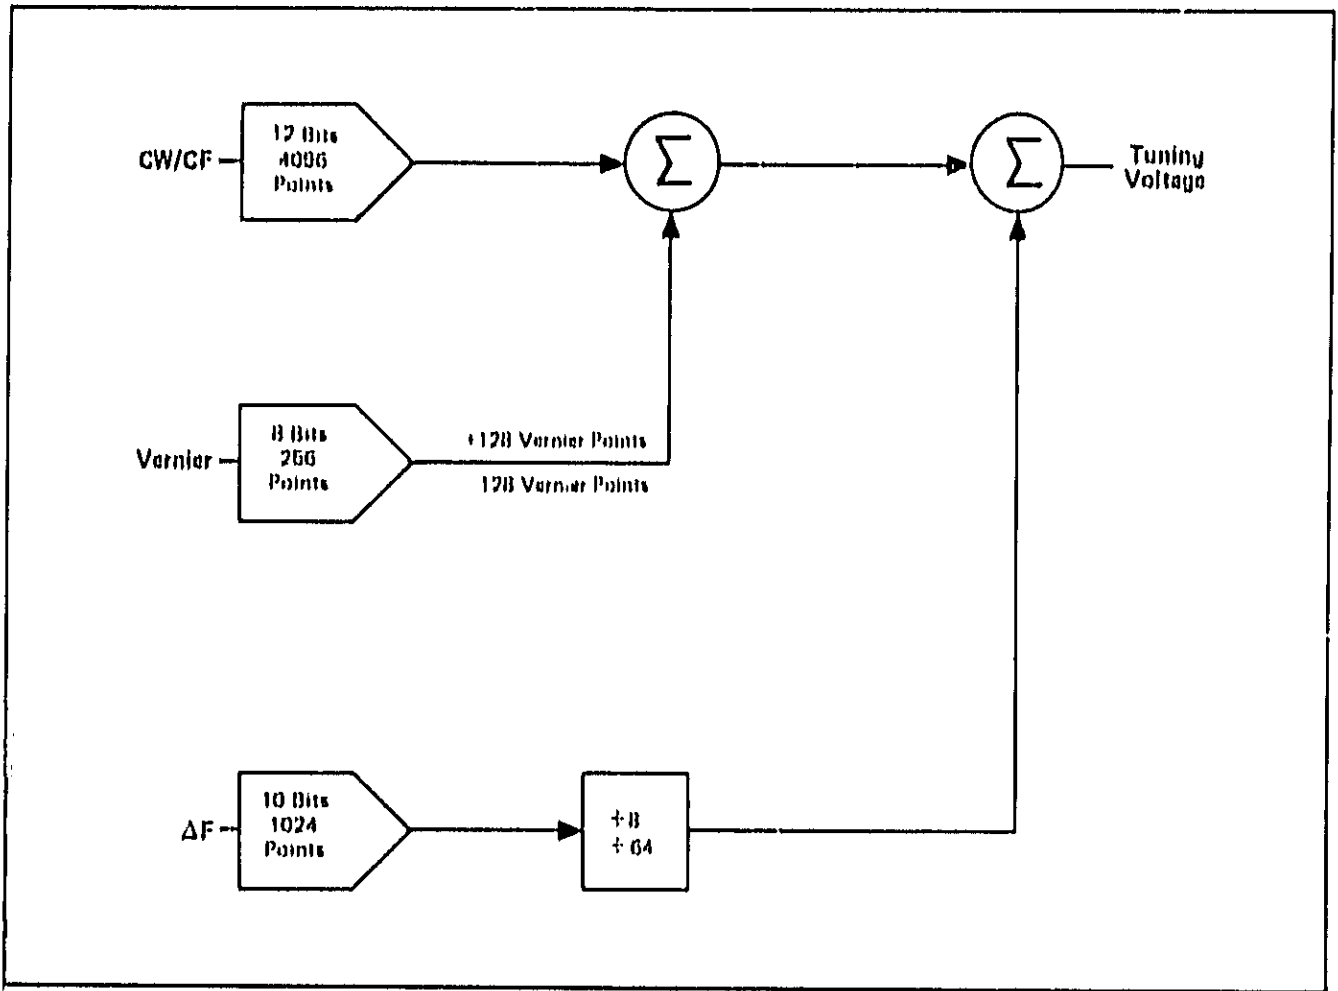 CW/CF
12 Bits
4096
Points
Σ
Σ
Tuning
Voltage
Vernier
8 Bits
256
Points
+128 Vernier Points
128 Vernier Points
ΔF
10 Bits
1024
Points
÷8
÷64